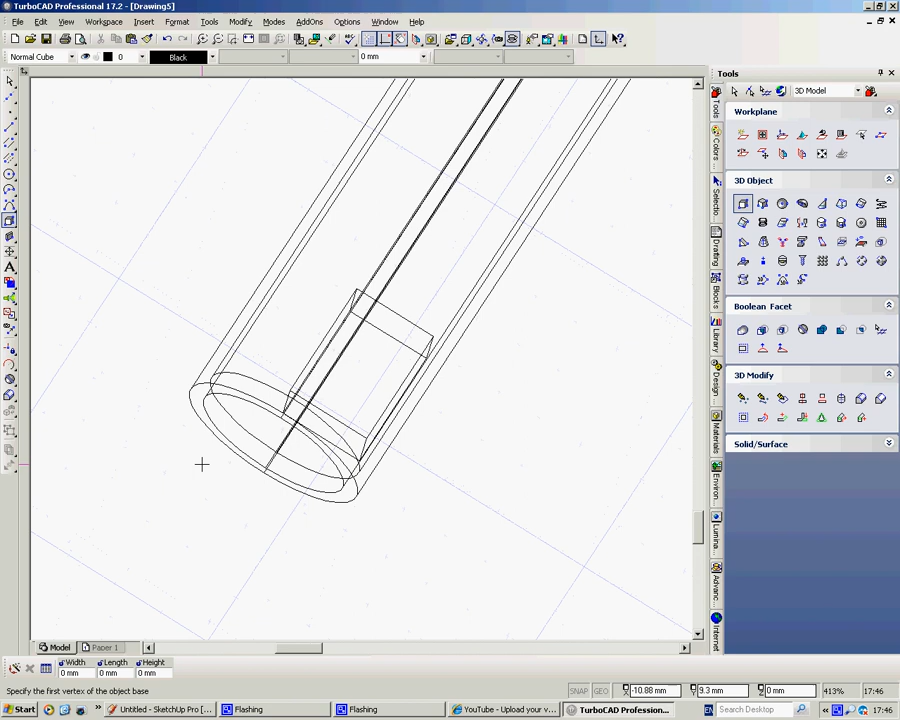 TurboCAD Professional 17.2 - [Drawing5]
File Edit View Workspace Insert Format Tools Modify Modes AddOns Options Window Help
Normal Cube 0 Black 0 mm
Tools
3D Model
Workplane
3D Object
Boolean Facet
3D Modify
Solid/Surface
Tools
Colors
Selectio
Drafting
Blocks
Library
Design
Materials
Environ
Lumina
Advanc
Internet
Model Paper 1
Width Length Height
0 mm 0 mm 0 mm
Specify the first vertex of the object base
SNAP GEO X -10.88 mm Y 9.3 mm Z 0 mm 413% 17:46
Start Untitled - SketchUp Pro [... Flashing Flashing YouTube - Upload your v... TurboCAD Profession... EN Search Desktop 17:46